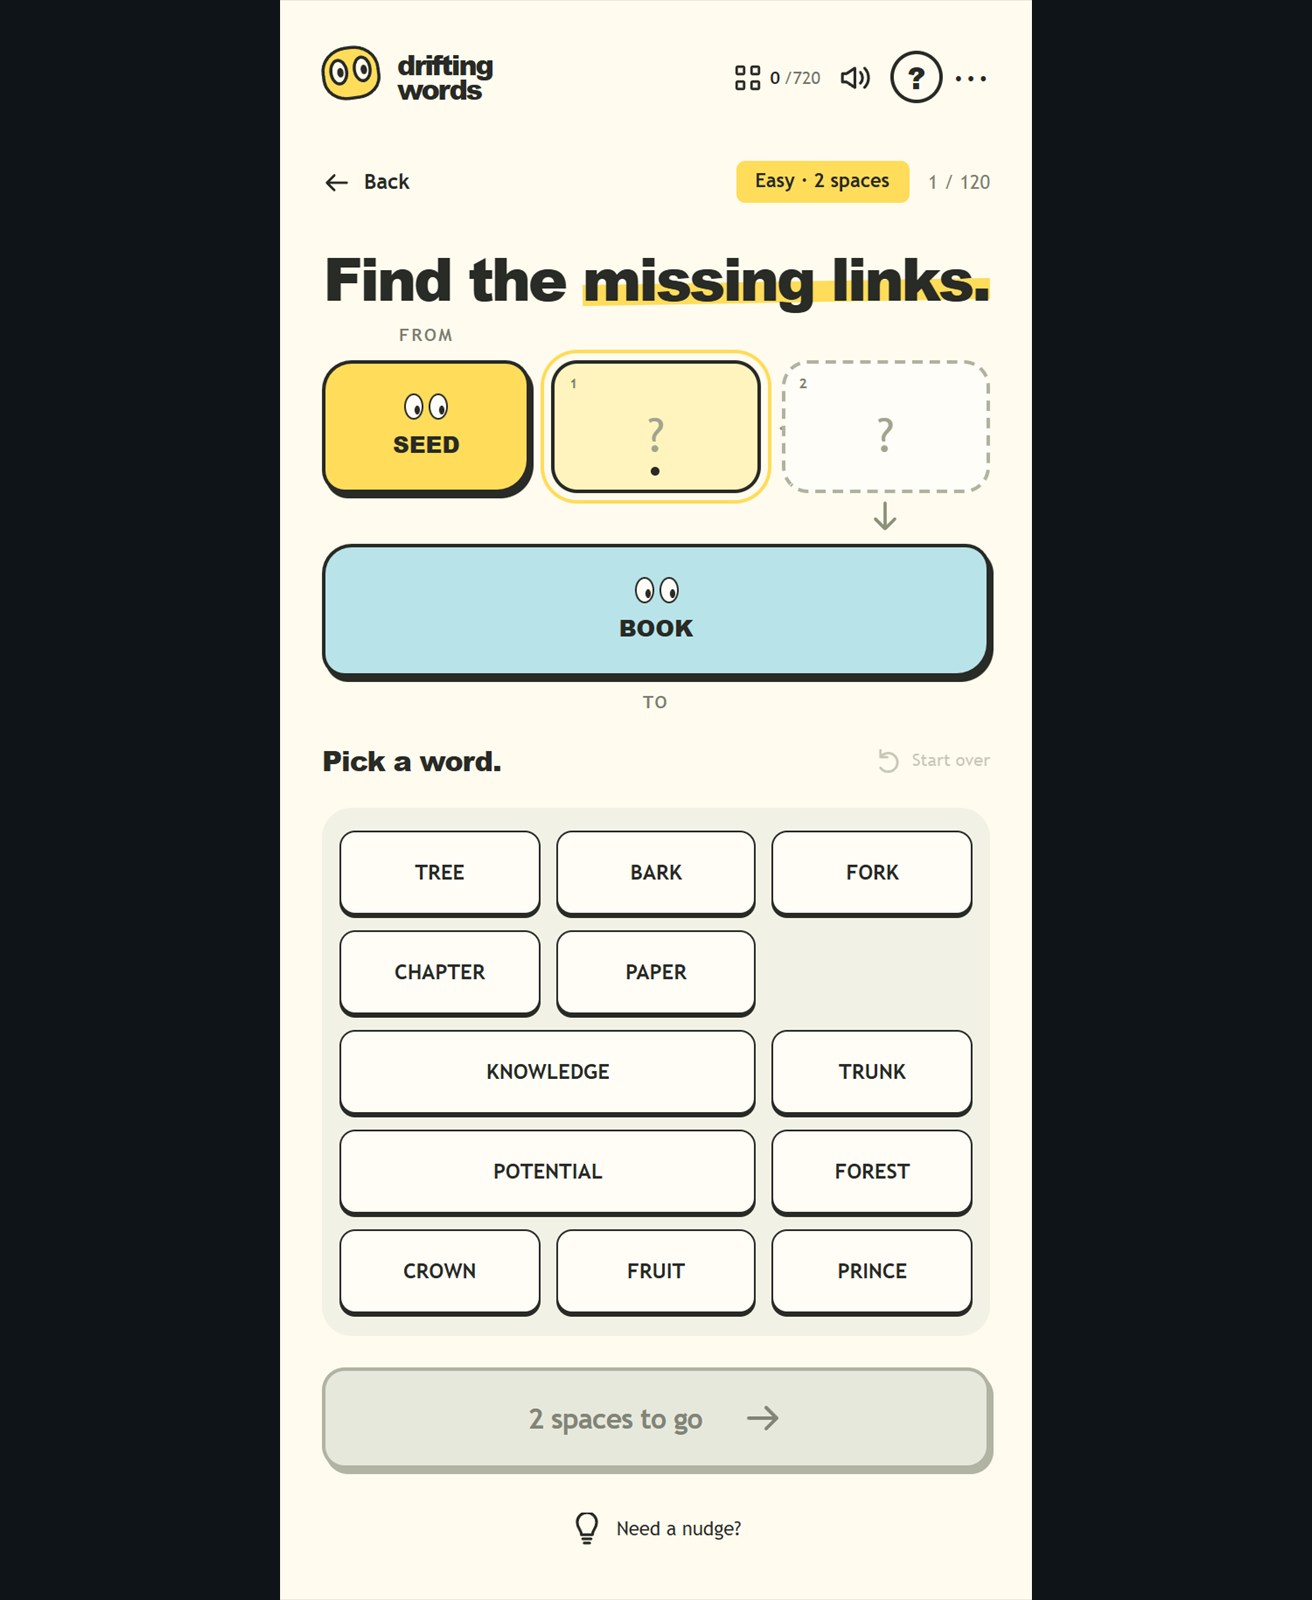 drifting
words
0 /720
?
...
Back
Easy · 2 spaces
1 / 120
Find the missing links.
FROM
SEED
1
?
2
?
BOOK
TO
Pick a word.
Start over
TREE
BARK
FORK
CHAPTER
PAPER
KNOWLEDGE
TRUNK
POTENTIAL
FOREST
CROWN
FRUIT
PRINCE
2 spaces to go
Need a nudge?